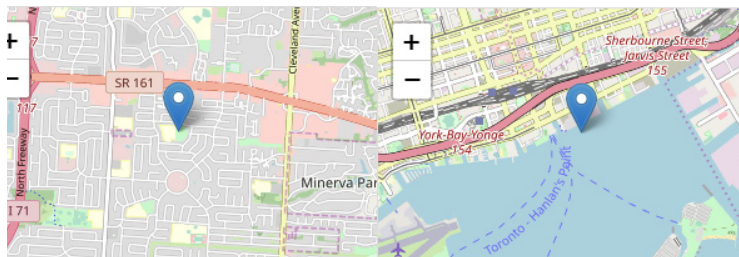 +
−
17
SR 161
117
North Freeway
I 71
Cleveland Ave
Minerva Par
+
−
Sherbourne Street;
Jarvis Street
155
York-Bay-Yonge
154
Toronto - Hanlan's Point